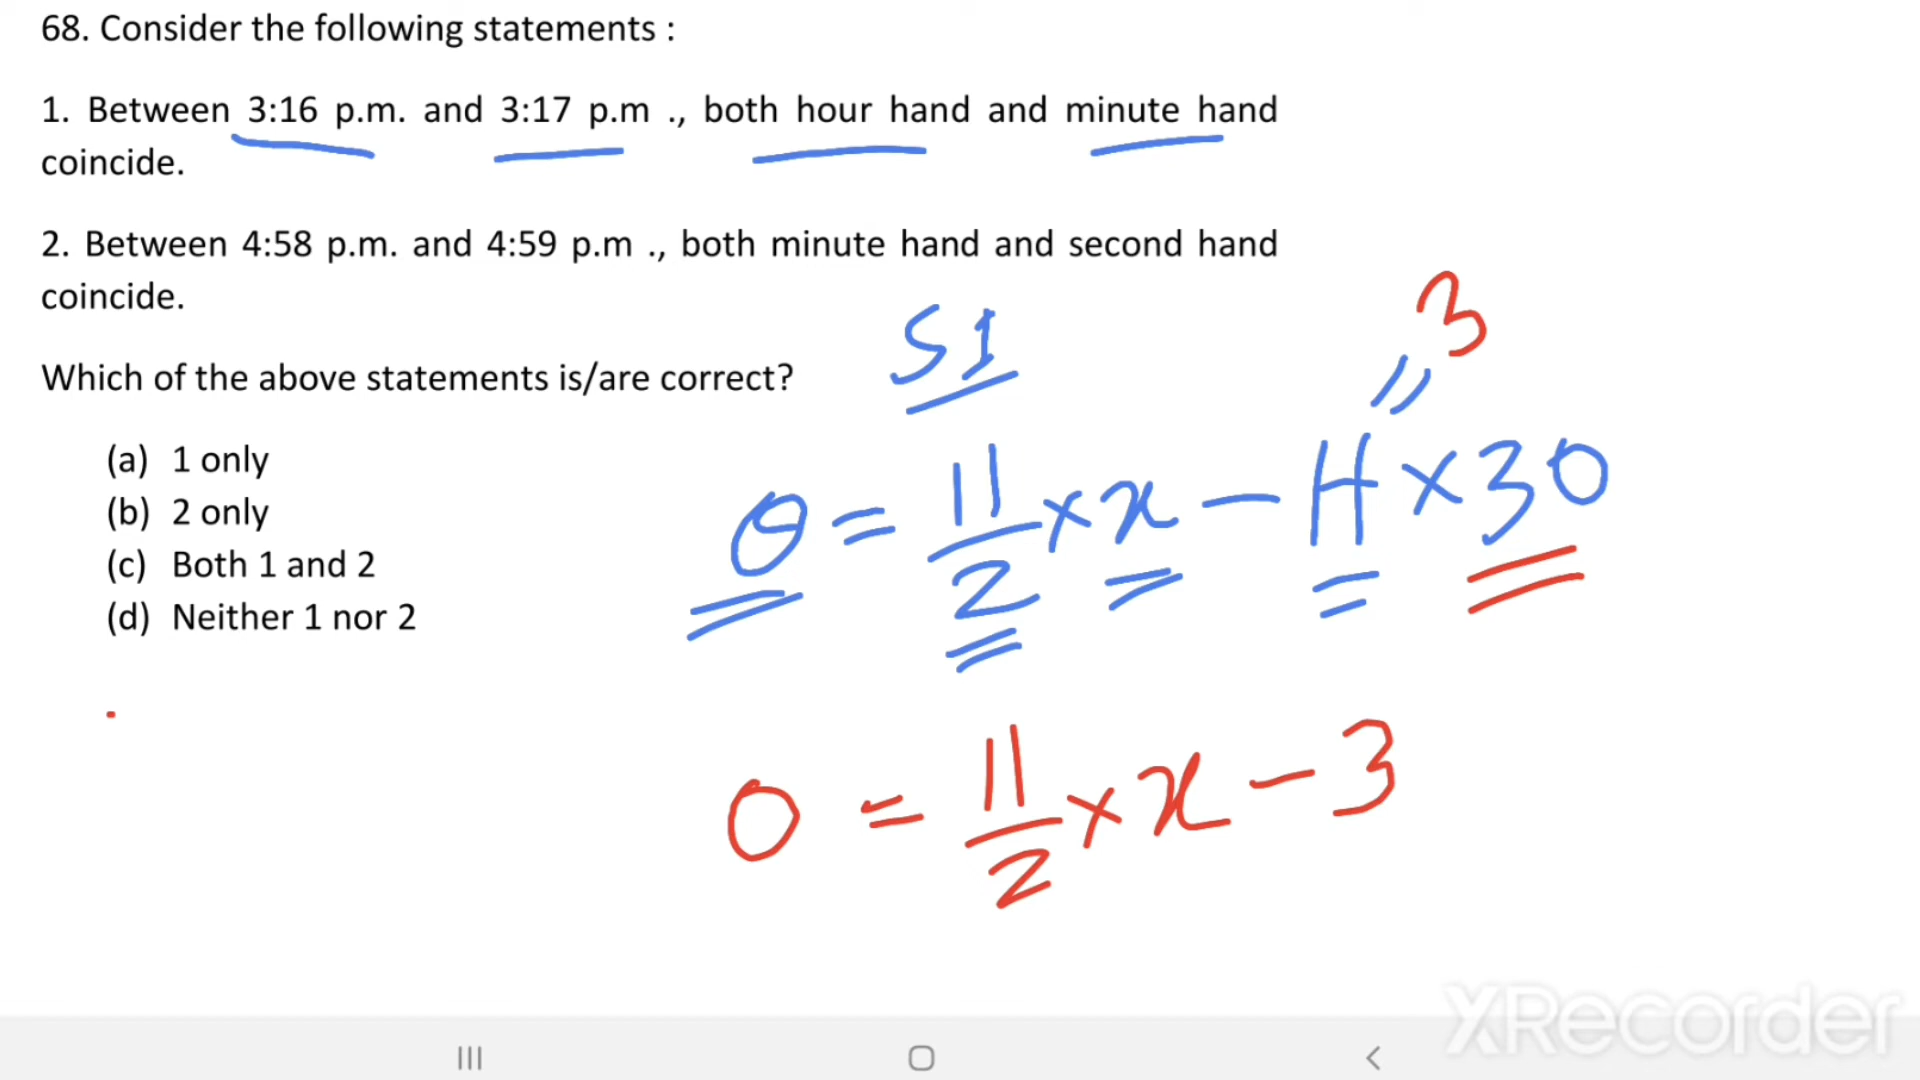 68. Consider the following statements :
1. Between 3:16 p.m. and 3:17 p.m ., both hour hand and minute hand
coincide.
2. Between 4:58 p.m. and 4:59 p.m ., both minute hand and second hand
coincide.
3
S1
Which of the above statements is/are correct?
=
(a) 1 only
(b) 2 only
(c) Both 1 and 2
(d) Neither 1 nor 2
θ = 11/2 × x - H × 30
0 = 11/2 × x - 3
XRecorder